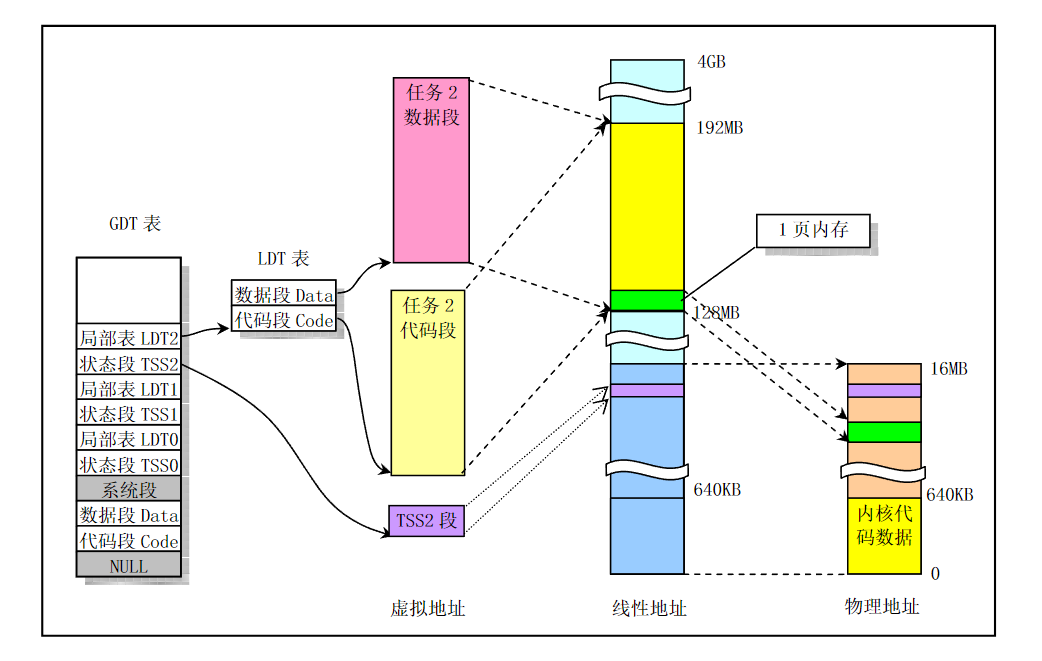 GDT 表
局部表 LDT2
状态段 TSS2
局部表 LDT1
状态段 TSS1
局部表 LDT0
状态段 TSS0
系统段
数据段 Data
代码段 Code
NULL
LDT 表
数据段 Data
代码段 Code
任务 2
数据段
任务 2
代码段
TSS2 段
虚拟地址
4GB
192MB
1 页内存
128MB
640KB
线性地址
16MB
640KB
内核代
码数据
0
物理地址